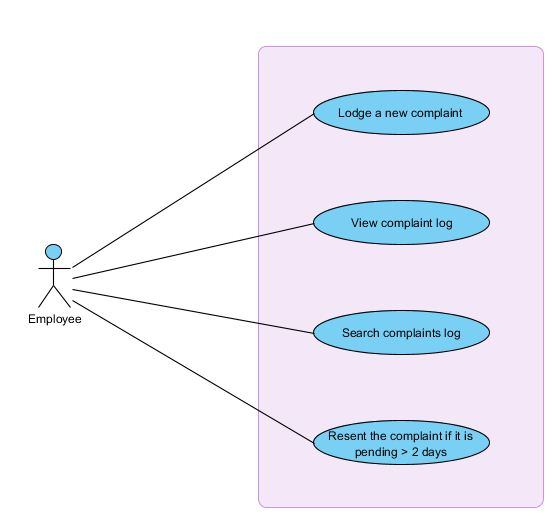 Lodge a new complaint
View complaint log
Employee
Search complaints log
Resent the complaint if it is
pending > 2 days